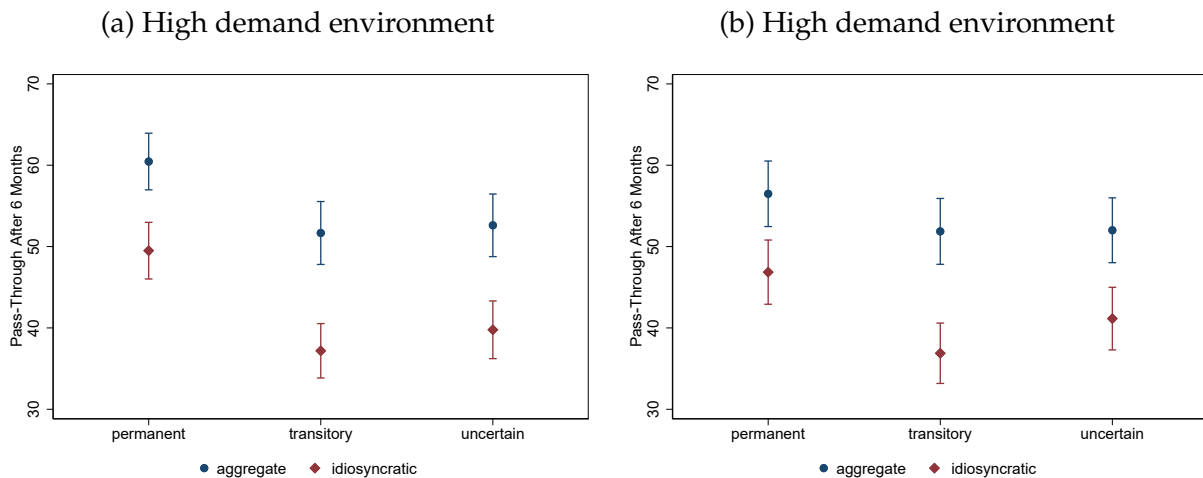 (a) High demand environment
Pass-Through After 6 Months
70
60
50
40
30
permanent transitory uncertain
aggregate idiosyncratic
(b) High demand environment
Pass-Through After 6 Months
70
60
50
40
30
permanent transitory uncertain
aggregate idiosyncratic